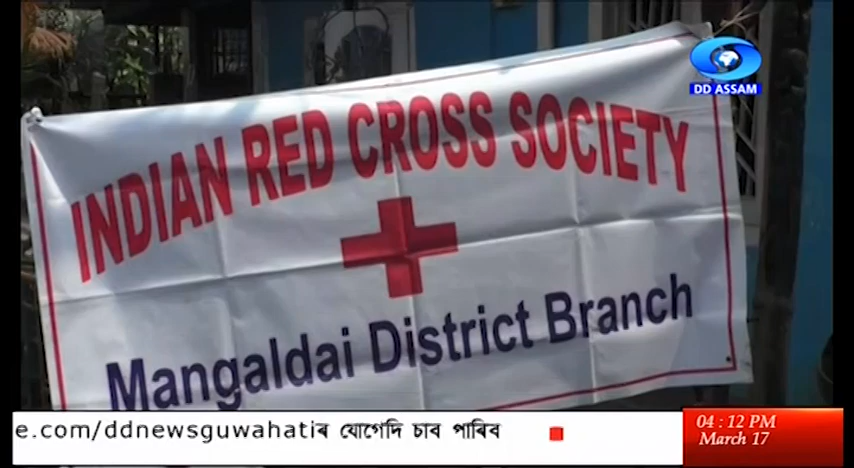 DD ASSAM
INDIAN RED CROSS SOCIETY
Mangaldai District Branch
e.com/ddnewsguwahatiৰ যোগেদি চাব পাৰিব
04 : 12 PM
March 17